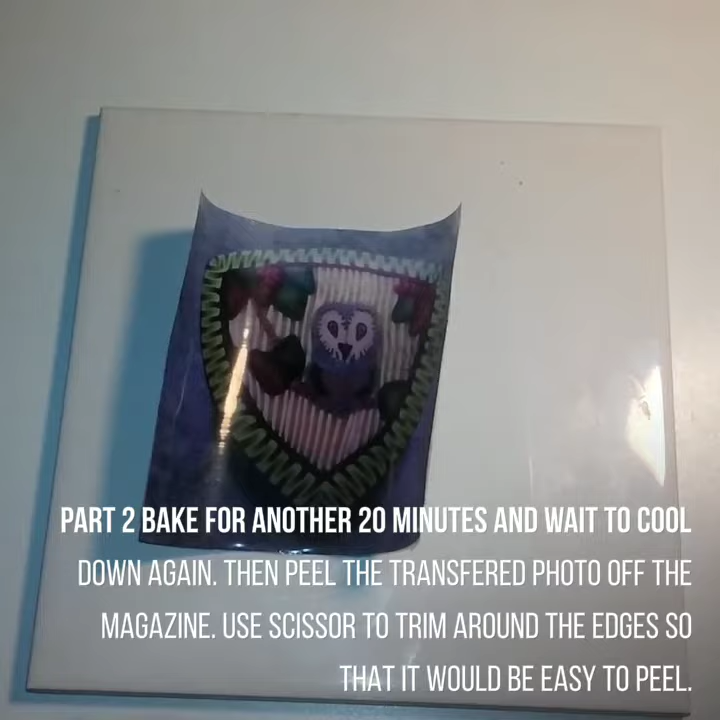 PART 2 BAKE FOR ANOTHER 20 MINUTES AND WAIT TO COOL
DOWN AGAIN. THEN PEEL THE TRANSFERED PHOTO OFF THE
MAGAZINE. USE SCISSOR TO TRIM AROUND THE EDGES SO
THAT IT WOULD BE EASY TO PEEL.